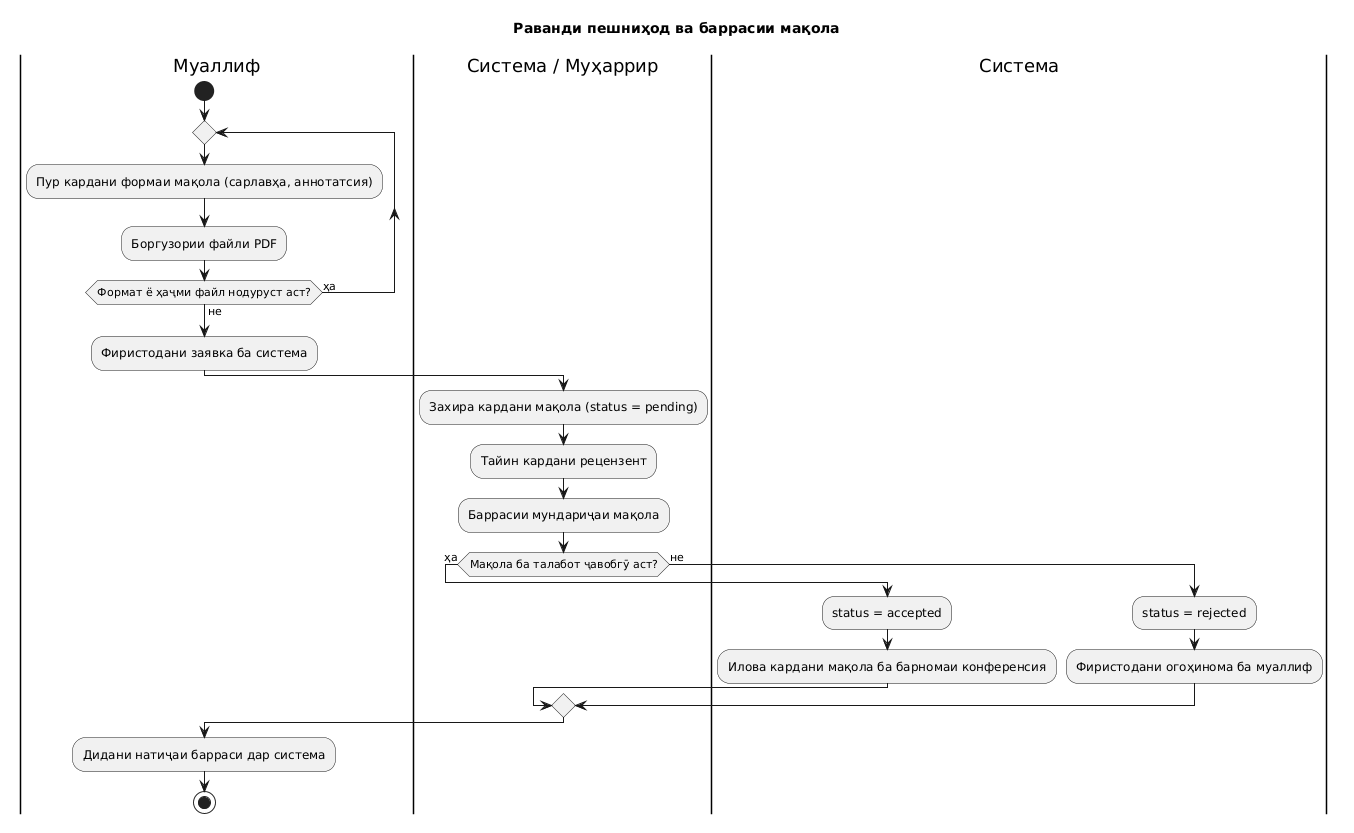 Раванди пешниҳод ва баррасии мақола
Муаллиф
Система / Муҳаррир
Система
Пур кардани формаи мақола (сарлавҳа, аннотатсия)
Боргузории файли PDF
Формат ё ҳаҷми файл нодуруст аст?
ҳа
не
Фиристодани заявка ба система
Захира кардани мақола (status = pending)
Тайин кардани рецензент
Баррасии мундариҷаи мақола
ҳа
Мақола ба талабот ҷавобгӯ аст?
не
status = accepted
status = rejected
Илова кардани мақола ба барномаи конференсия
Фиристодани огоҳинома ба муаллиф
Дидани натиҷаи барраси дар система